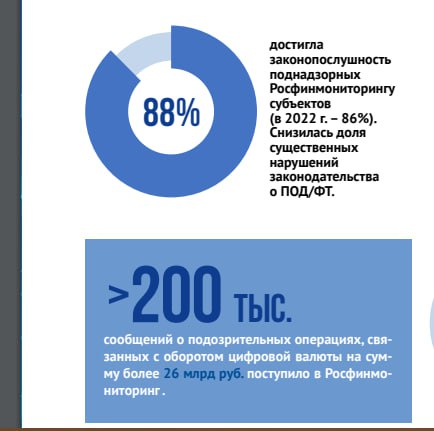 88%
достигла
законопослушность
поднадзорных
Росфинмониторингу
субъектов
(в 2022 г. – 86%).
Снизилась доля
существенных
нарушений
законодательства
о ПОД/ФТ.
>200 ТЫС.
сообщений о подозрительных операциях, свя-
занных с оборотом цифровой валюты на сум-
му более 26 млрд руб. поступило в Росфинмо-
ниторинг.